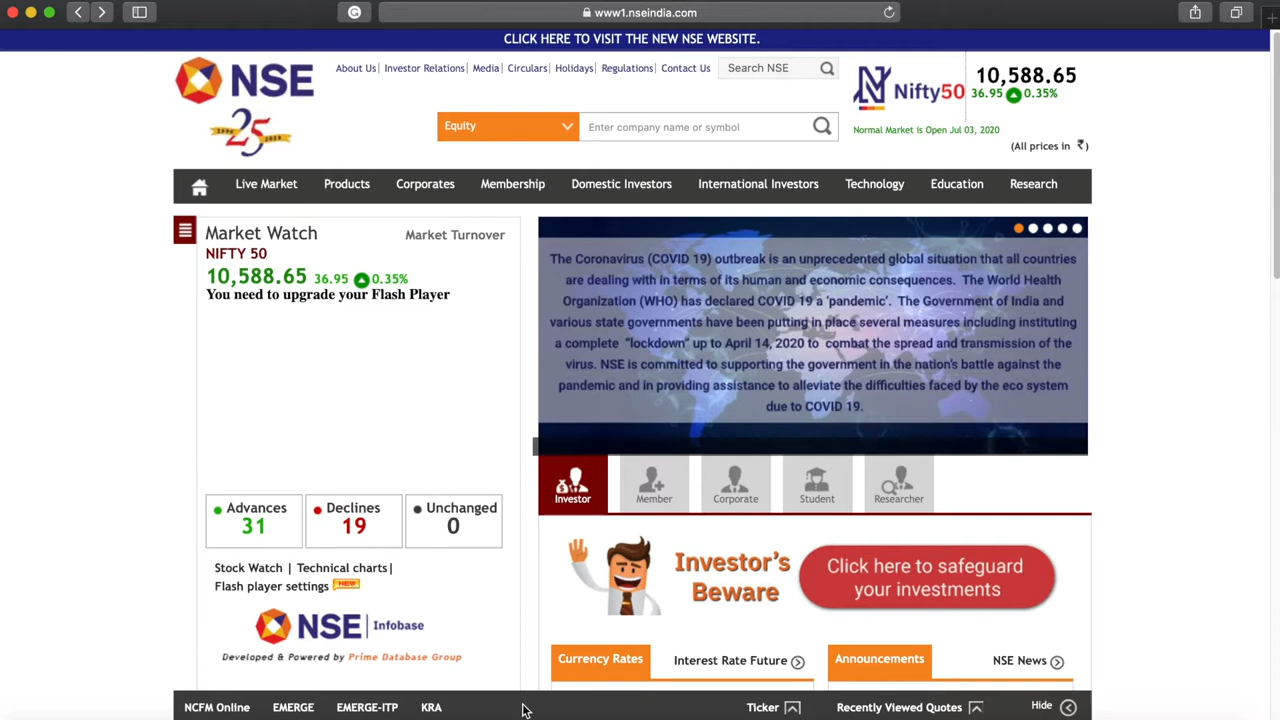 www1.nseindia.com
CLICK HERE TO VISIT THE NEW NSE WEBSITE.
NSE
About Us| Investor Relations| Media| Circulars| Holidays| Regulations| Contact Us
Search NSE
Nifty50
10,588.65
36.95 0.35%
Equity
Enter company name or symbol
Normal Market is Open Jul 03, 2020
(All prices in ₹)
25
Live Market Products Corporates Membership Domestic Investors International Investors Technology Education Research
Market Watch
Market Turnover
NIFTY 50
10,588.65 36.95 0.35%
You need to upgrade your Flash Player
The Coronavirus (COVID 19) outbreak is an unprecedented global situation that all countries
are dealing with in terms of its human and economic consequences. The World Health
Organization (WHO) has declared COVID 19 a 'pandemic'. The Government of India and
various state governments have been putting in place several measures including instituting
a complete "lockdown" up to April 14, 2020 to combat the spread and transmission of the
virus. NSE is committed to supporting the government in the nation's battle against the
pandemic and in providing assistance to alleviate the difficulties faced by the eco system
due to COVID 19.
Advances
31
Declines
19
Unchanged
0
Investor
Member
Corporate
Student
Researcher
Stock Watch | Technical charts|
Flash player settings NEW
NSE | Infobase
Developed & Powered by Prime Database Group
Investor's
Beware
Click here to safeguard
your investments
Currency Rates
Interest Rate Future
Announcements
NSE News
NCFM Online EMERGE EMERGE-ITP KRA
Ticker
Recently Viewed Quotes
Hide